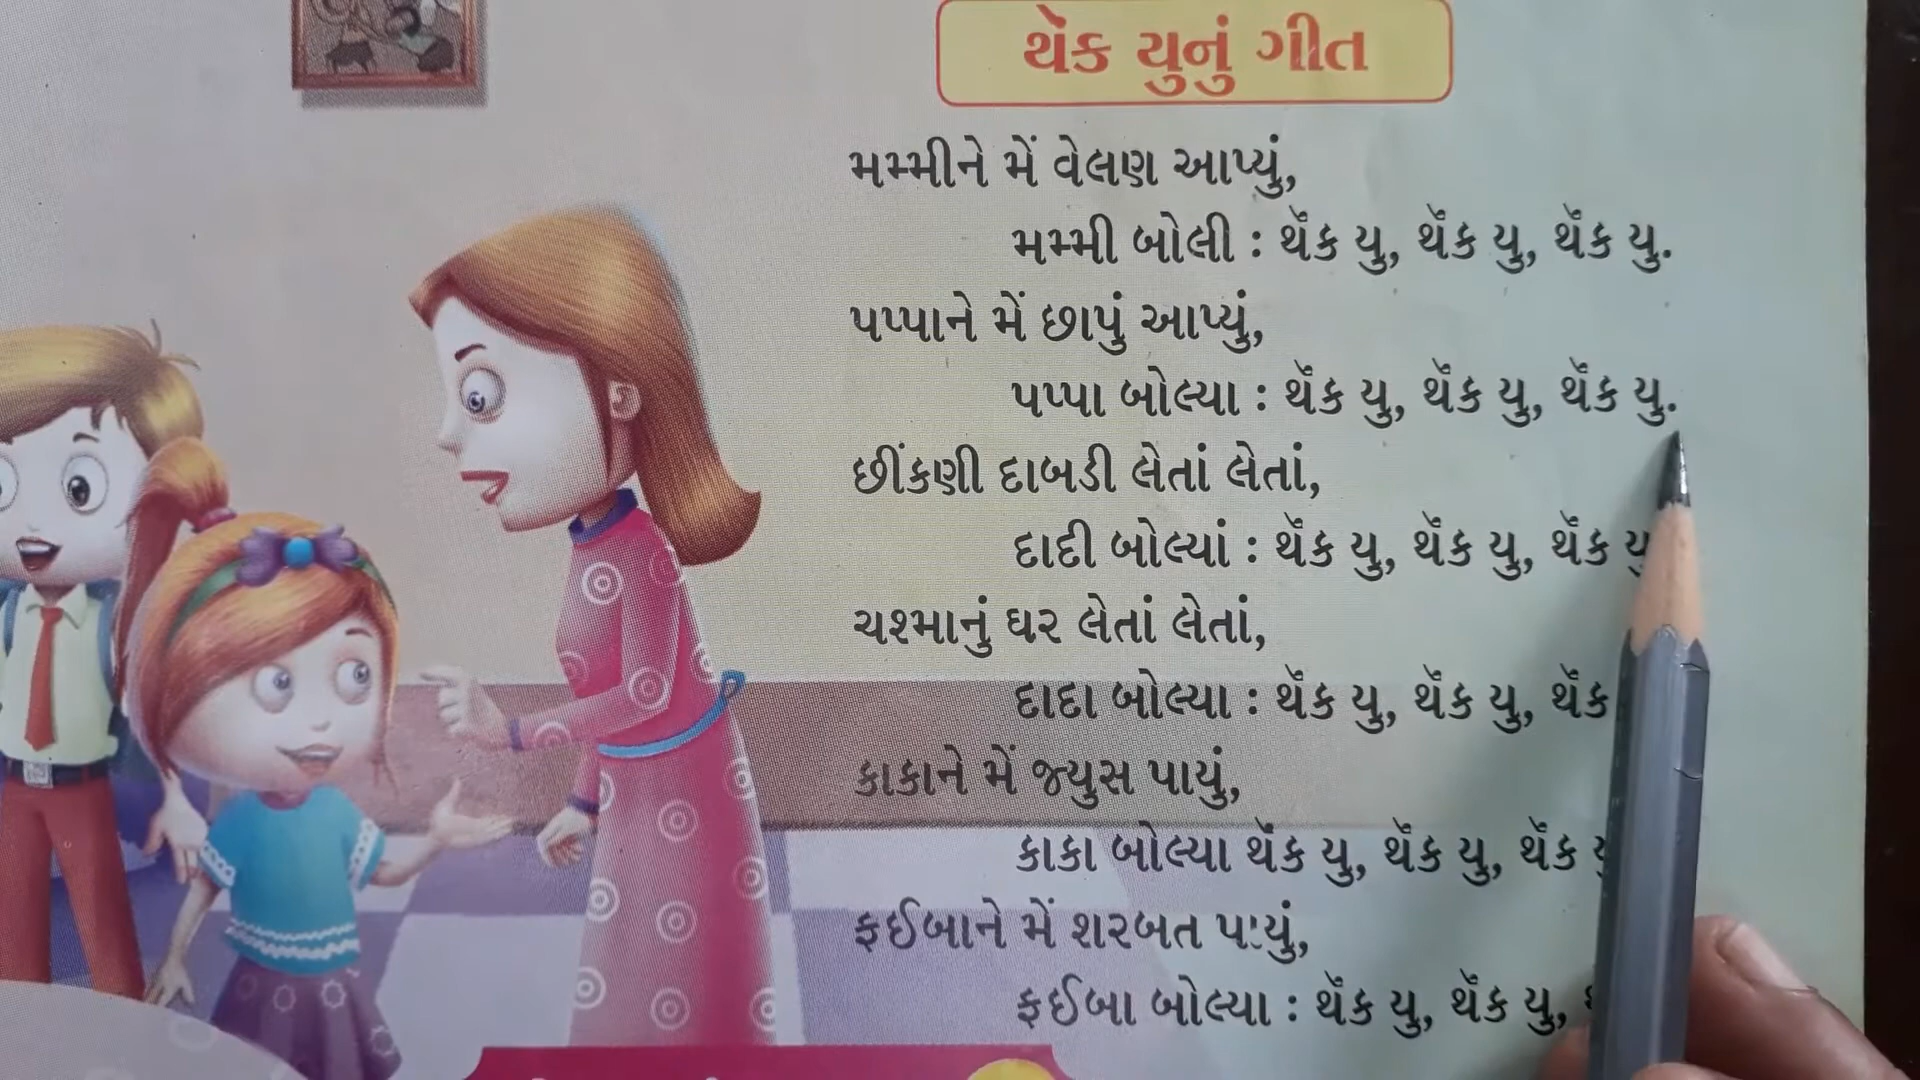 થેંક યુનું ગીત
મમ્મીને મેં વેલણ આપ્યું,
મમ્મી બોલી : થૅંક યુ, થૅંક યુ, થૅંક યુ.
પપ્પાને મેં છાપું આપ્યું,
પપ્પા બોલ્યા : થૅંક યુ, થૅંક યુ, થૅંક યુ.
છીંકણી દાબડી લેતાં લેતાં,
દાદી બોલ્યાં : થૅંક યુ, થૅંક યુ, થૅંક યુ
ચશ્માનું ઘર લેતાં લેતાં,
દાદા બોલ્યા : થૅંક યુ, થૅંક યુ, થૅંક
કાકાને મેં જ્યુસ પાયું,
કાકા બોલ્યા થૅંક યુ, થૅંક યુ, થૅંક
ફઈબાને મેં શરબત પાયું,
ફઈબા બોલ્યા : થૅંક યુ, થૅંક યુ,